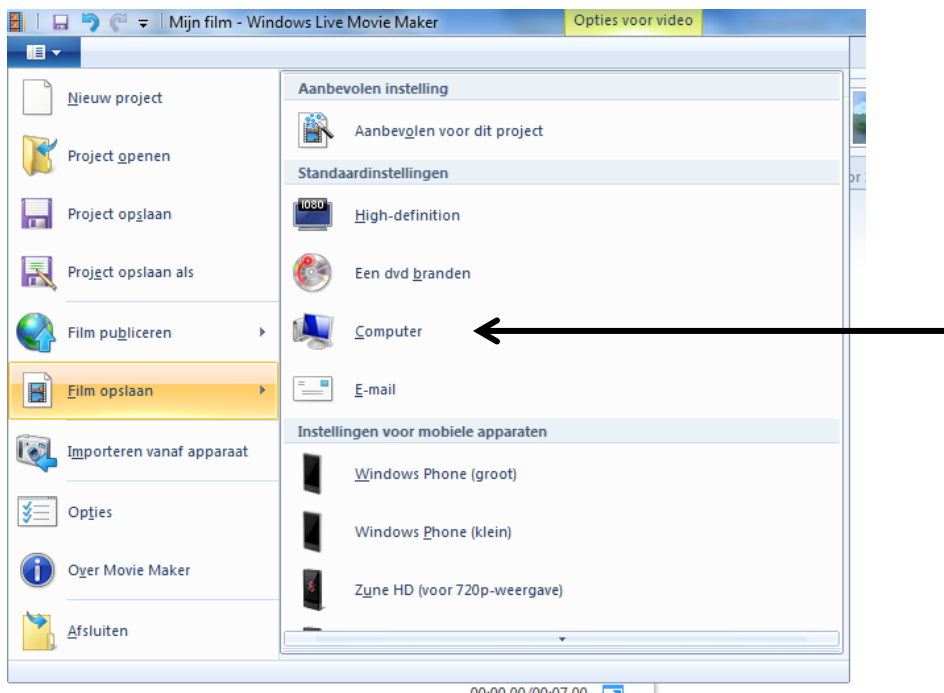 Mijn film - Windows Live Movie Maker
Opties voor video
Nieuw project
Project openen
Project opslaan
Project opslaan als
Film publiceren
Film opslaan
Importeren vanaf apparaat
Opties
Over Movie Maker
Afsluiten
Aanbevolen instelling
Aanbevolen voor dit project
Standaardinstellingen
1080
High-definition
Een dvd branden
Computer
E-mail
Instellingen voor mobiele apparaten
Windows Phone (groot)
Windows Phone (klein)
Zune HD (voor 720p-weergave)
00:00,00/00:07,00